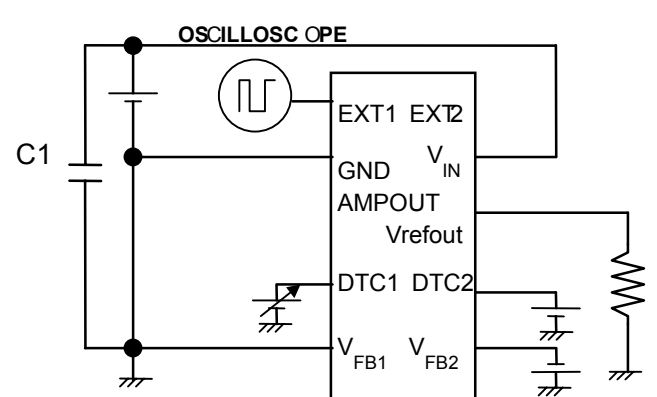 OSCILLOSC OPE
EXT1 EXT2
C1
GND VIN
AMPOUT
Vrefout
DTC1 DTC2
VFB1 VFB2